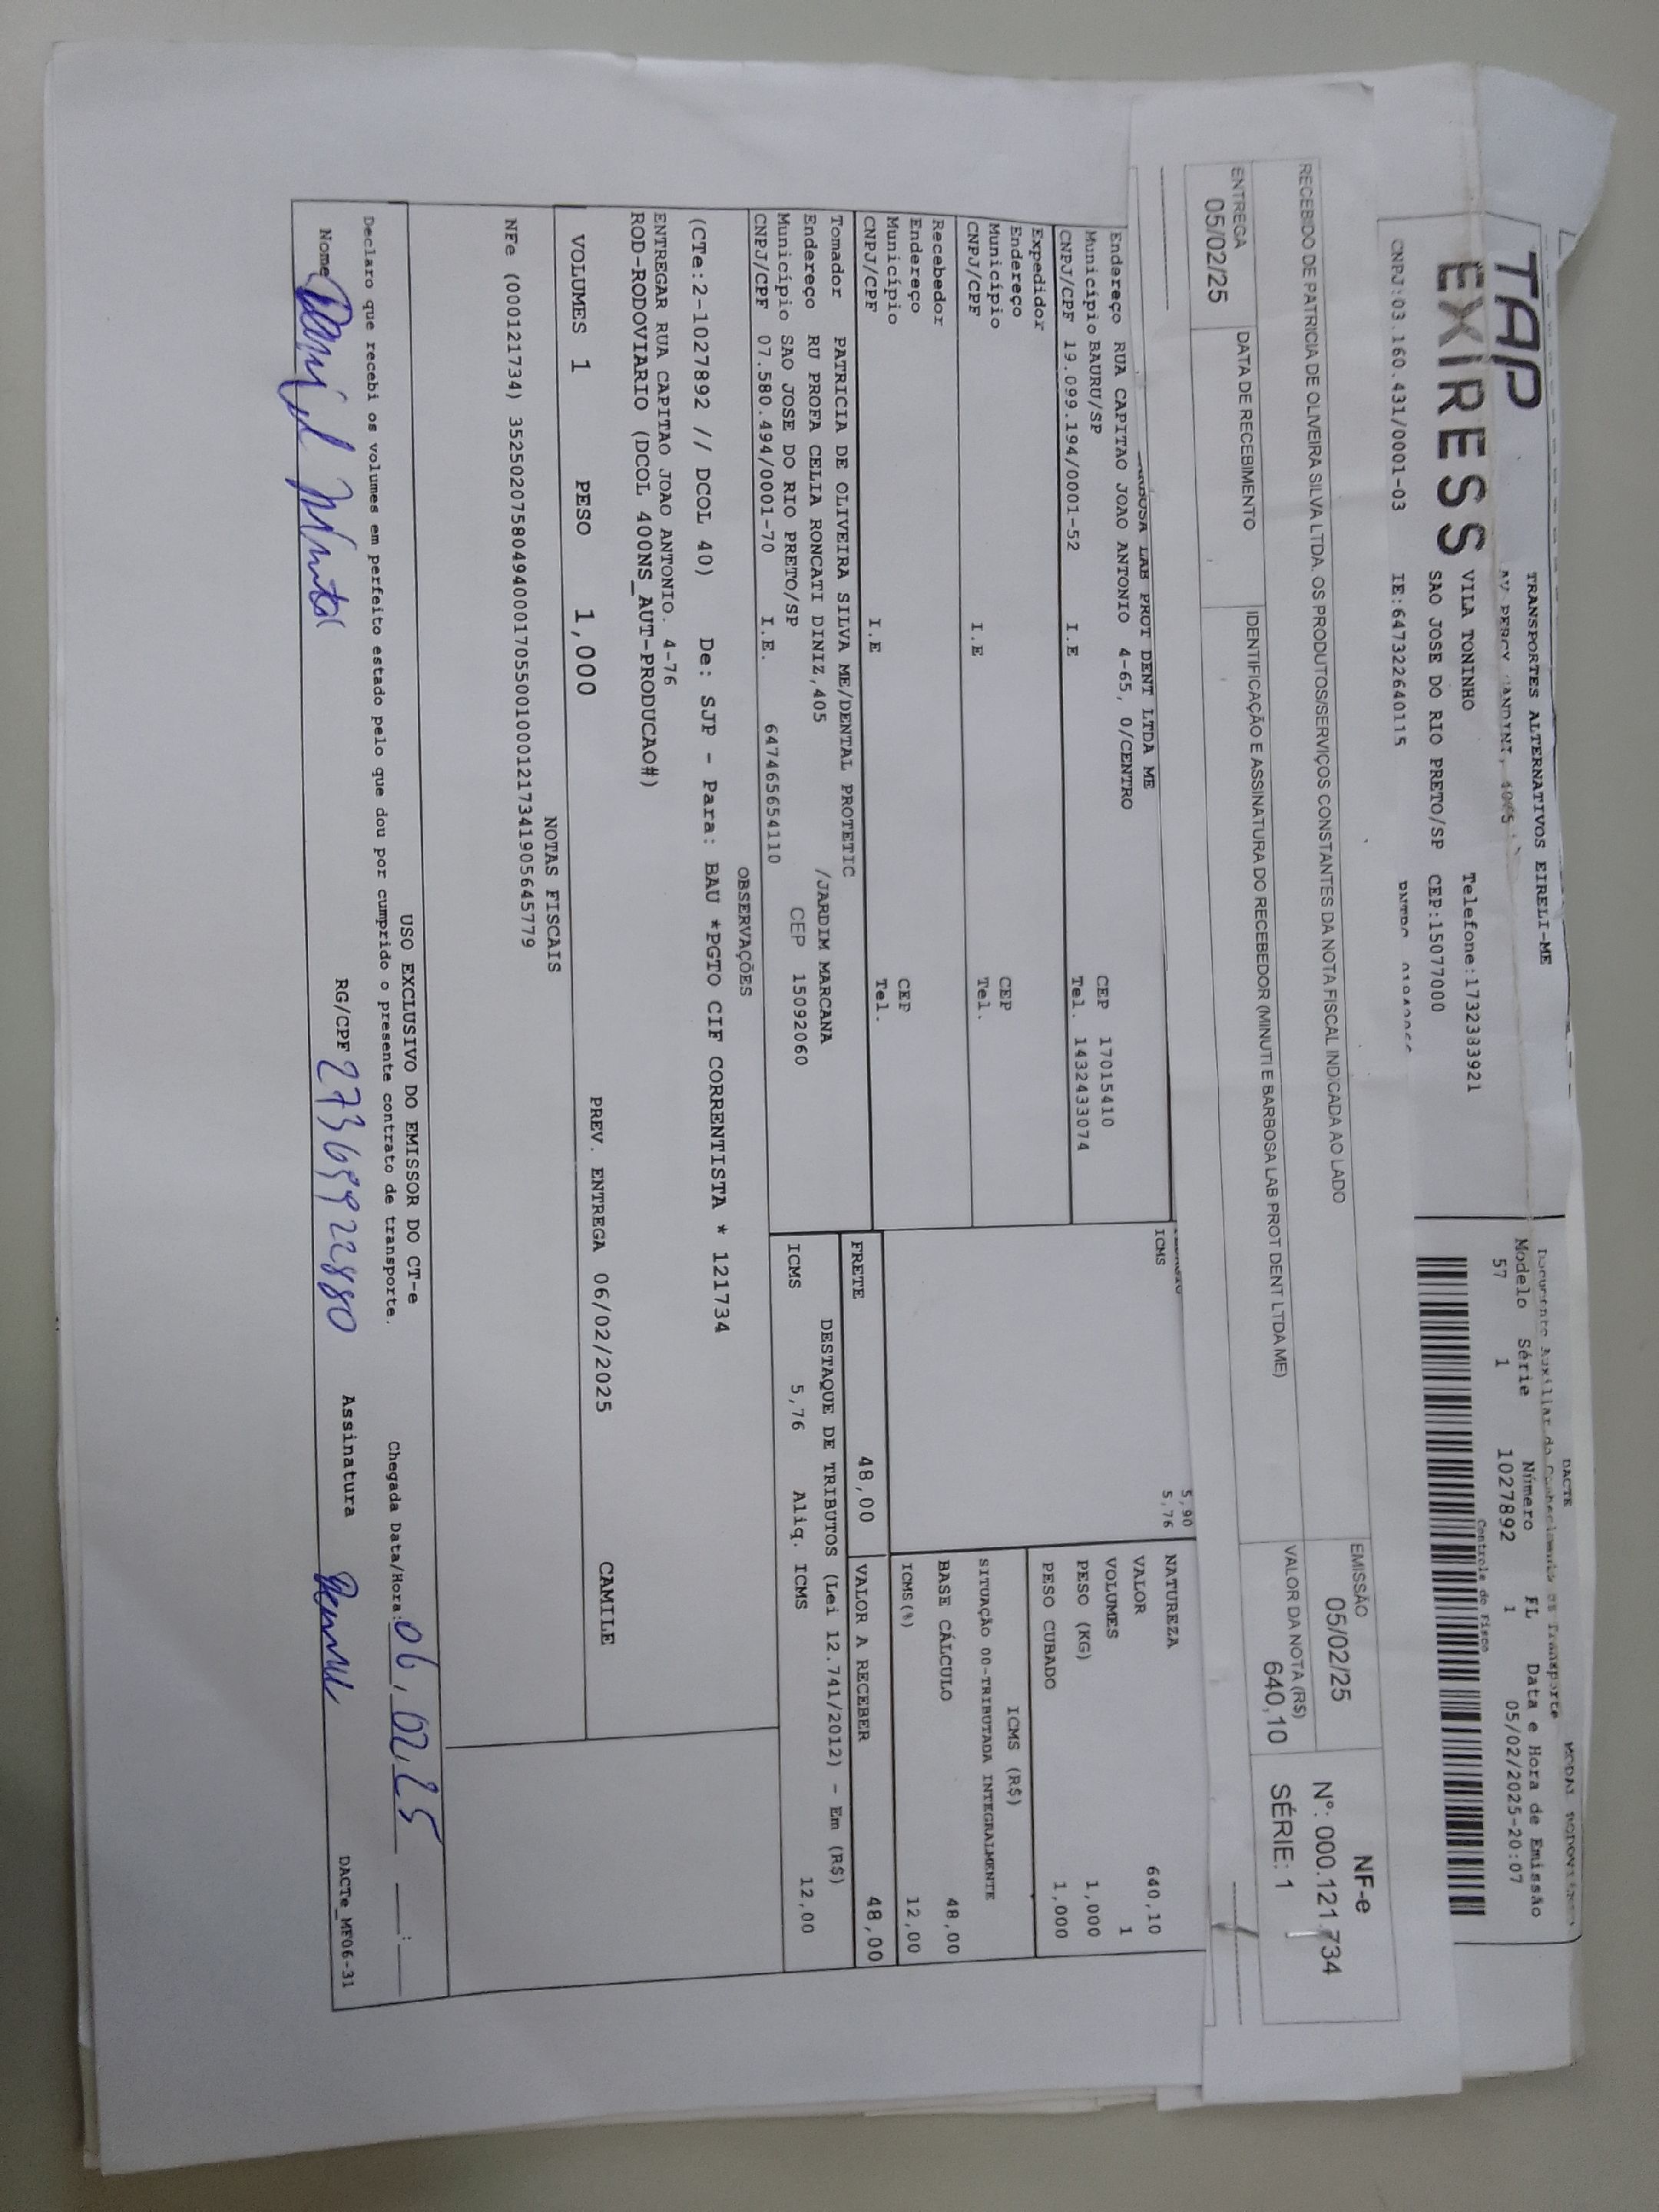 TAP
EXIRESS
TRANSPORTES ALTERNATIVOS EIRELI-ME
VILA TONINHO Telefone:1732383921
SAO JOSE DO RIO PRETO/SP CEP:15077000
CNPJ:03.160.431/0001-03 IE:647322640115
DACTE
Documento Auxiliar do Conhecimento de Transporte
Modelo Série Número FL Data e Hora de Emissão
57 1 1027892 1 05/02/2025-20:07
Controle do Fisco
RECEBIDO DE PATRICIA DE OLIVEIRA SILVA LTDA. OS PRODUTOS/SERVIÇOS CONSTANTES DA NOTA FISCAL INDICADA AO LADO
EMISSÃO
05/02/25
NF-e
Nº: 000.121.734
SÉRIE: 1
ENTREGA
05/02/25
DATA DE RECEBIMENTO
IDENTIFICAÇÃO E ASSINATURA DO RECEBEDOR (MINUTI E BARBOSA LAB PROT DENT LTDA ME)
VALOR DA NOTA (R$)
640,10
LAB PROT DENT LTDA ME
Endereço RUA CAPITAO JOAO ANTONIO 4-65, 0/CENTRO
Município BAURU/SP CEP 17015410
CNPJ/CPF 19.099.194/0001-52 I.E Tel. 1432433074
Expedidor
Endereço
Município CEP
CNPJ/CPF I.E Tel.
Recebedor
Endereço
Município CEP
CNPJ/CPF I.E Tel.
Tomador PATRICIA DE OLIVEIRA SILVA ME/DENTAL PROTETIC
Endereço RU PROFA CELIA RONCATI DINIZ,405 /JARDIM MARCANA
Município SAO JOSE DO RIO PRETO/SP CEP 15092060
CNPJ/CPF 07.580.494/0001-70 I.E. 647465654110
5,90
ICMS 5,76
NATUREZA
VALOR 640,10
VOLUMES 1
PESO (KG) 1,000
PESO CUBADO 1,000
ICMS (R$)
SITUAÇÃO 00-TRIBUTADA INTEGRALMENTE
BASE CÁLCULO 48,00
ICMS(%) 12,00
FRETE 48,00 VALOR A RECEBER 48,00
DESTAQUE DE TRIBUTOS (Lei 12.741/2012) - Em (R$)
ICMS 5,76 Aliq. ICMS 12,00
OBSERVAÇÕES
(CTe:2-1027892 // DCOL 40) De: SJP - Para: BAU *PGTO CIF CORRENTISTA * 121734
ENTREGAR RUA CAPITAO JOAO ANTONIO. 4-76
ROD-RODOVIARIO (DCOL 400NS_AUT-PRODUCAO#)
VOLUMES 1 PESO 1,000 PREV. ENTREGA 06/02/2025 CAMILE
NOTAS FISCAIS
NFe (000121734) 35250207580494000170550010001217341905645779
USO EXCLUSIVO DO EMISSOR DO CT-e
Declaro que recebi os volumes em perfeito estado pelo que dou por cumprido o presente contrato de transporte.
Chegada Data/Hora: 06,02,25
Nome RG/CPF 27369922880 Assinatura
DACTe_MF06-31